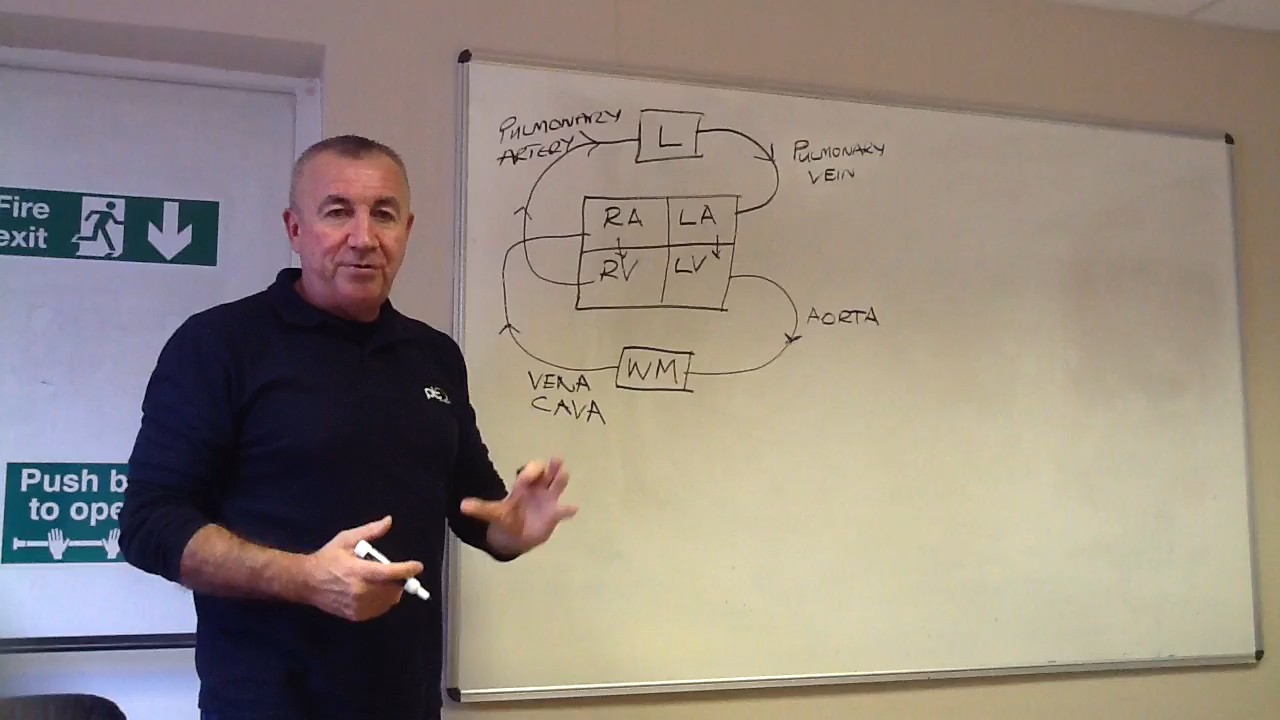 Fire
exit
Push b
to ope
PULMONARY
ARTERY
L
PULMONARY
VEIN
RA
LA
RV
LV
AORTA
WM
VENA
CAVA